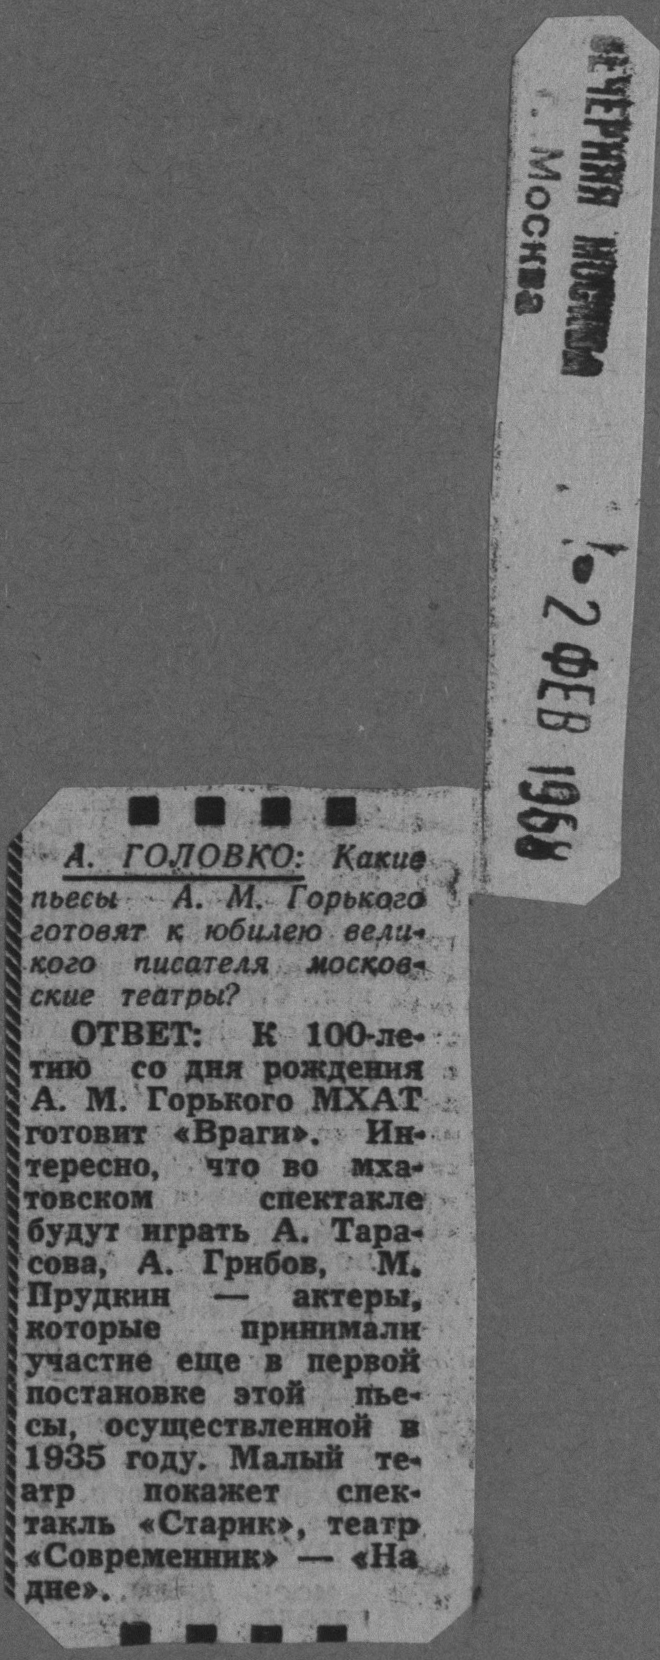 ВЕЧЕРНЯЯ МОСКВА
г. Москва
- 2 ФЕВ 1968
А. ГОЛОВКО: Какие
пьесы А. М. Горького
готовят к юбилею вели-
кого писателя москов-
ские театры?
ОТВЕТ: К 100-ле-
тию со дня рождения
А. М. Горького МХАТ
готовит «Враги». Ин-
тересно, что во мха-
товском спектакле
будут играть А. Тара-
сова, А. Грибов, М.
Прудкин — актеры,
которые принимали
участие еще в первой
постановке этой пье-
сы, осуществленной в
1935 году. Малый те-
атр покажет спек-
такль «Старик», театр
«Современник» — «На
дне».